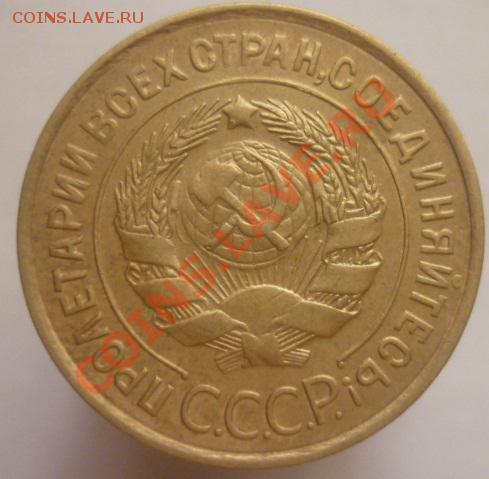 COINS.LAVE.RU
ПРОЛЕТАРИИ ВСЕХ СТРАН, СОЕДИНЯЙТЕСЬ!
С.С.С.Р.
COINS.LAVE.RU